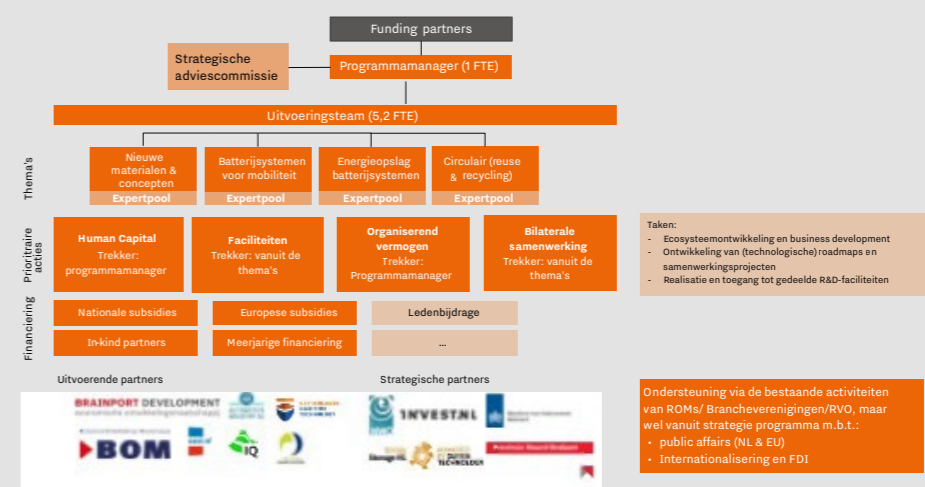 Funding partners
Strategische
adviescommissie
Programmamanager (1 FTE)
Uitvoeringsteam (5,2 FTE)
Thema's
Nieuwe
materialen &
concepten
Expertpool
Batterijsystemen
voor mobiliteit
Expertpool
Energieopslag
batterijsystemen
Expertpool
Circulair (reuse
& recycling)
Expertpool
Prioritraire
acties
Human Capital
Trekker:
programmamanager
Faciliteiten
Trekker: vanuit de
thema's
Organiserend
vermogen
Trekker:
Programmamanager
Bilaterale
samenwerking
Trekker: vanuit de
thema's
Taken:
- Ecosysteemontwikkeling en business development
- Ontwikkeling van (technologische) roadmaps en
samenwerkingsprojecten
- Realisatie en toegang tot gedeelde R&D-faciliteiten
Financiering
Nationale subsidies
Europese subsidies
Ledenbijdrage
In-kind partners
Meerjarige financiering
...
Uitvoerende partners
Strategische partners
BRAINPORT DEVELOPMENT
INVEST.NL
BOM
IQ
DUTCH
TECHNOLOGY
Ondersteuning via de bestaande activiteiten
van ROMs/ Brancheverenigingen/RVO, maar
wel vanuit strategie programma m.b.t.:
• public affairs (NL & EU)
• Internationalisering en FDI